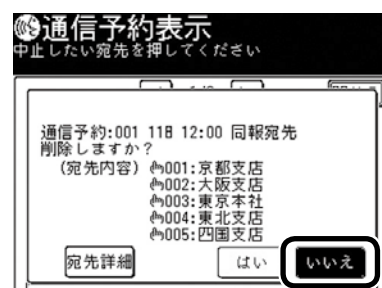 通信予約表示
中止したい宛先を押してください
通信予約:001 11日 12:00 同報宛先
削除しますか?
(宛先内容) 001:京都支店
002:大阪支店
003:東京本社
004:東北支店
005:四国支店
宛先詳細 はい いいえ